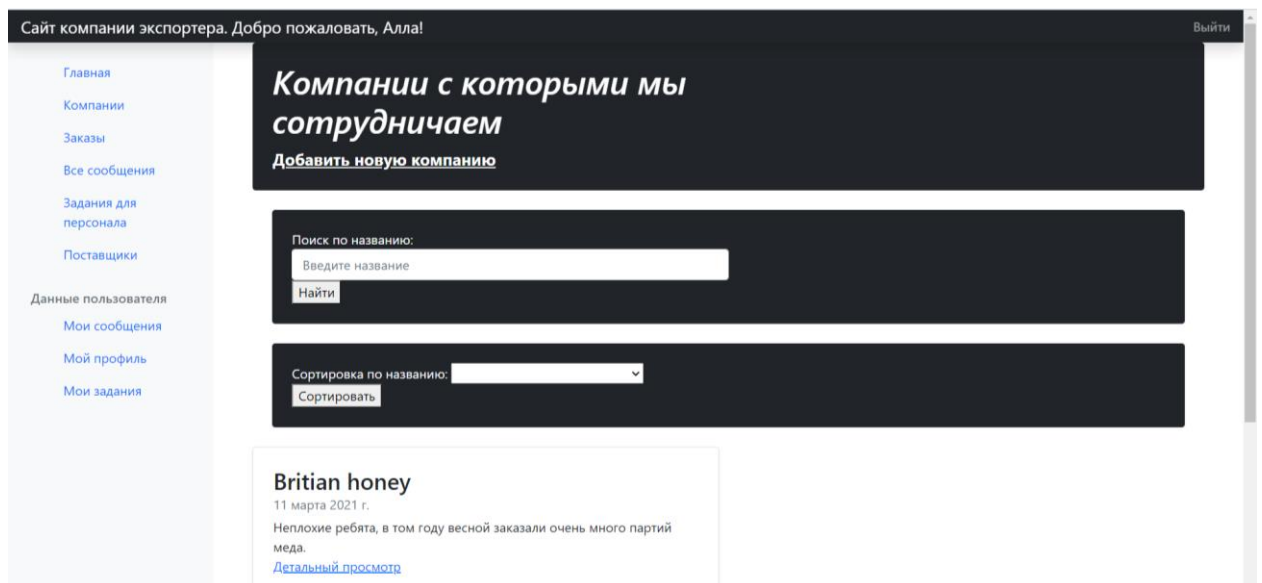 Сайт компании экспортера. Добро пожаловать, Алла!
Выйти
Главная
Компании
Заказы
Все сообщения
Задания для
персонала
Поставщики
Данные пользователя
Мои сообщения
Мой профиль
Мои задания
Компании с которыми мы
сотрудничаем
Добавить новую компанию
Поиск по названию:
Введите название
Найти
Сортировка по названию:
Сортировать
Britian honey
11 марта 2021 г.
Неплохие ребята, в том году весной заказали очень много партий
меда.
Детальный просмотр